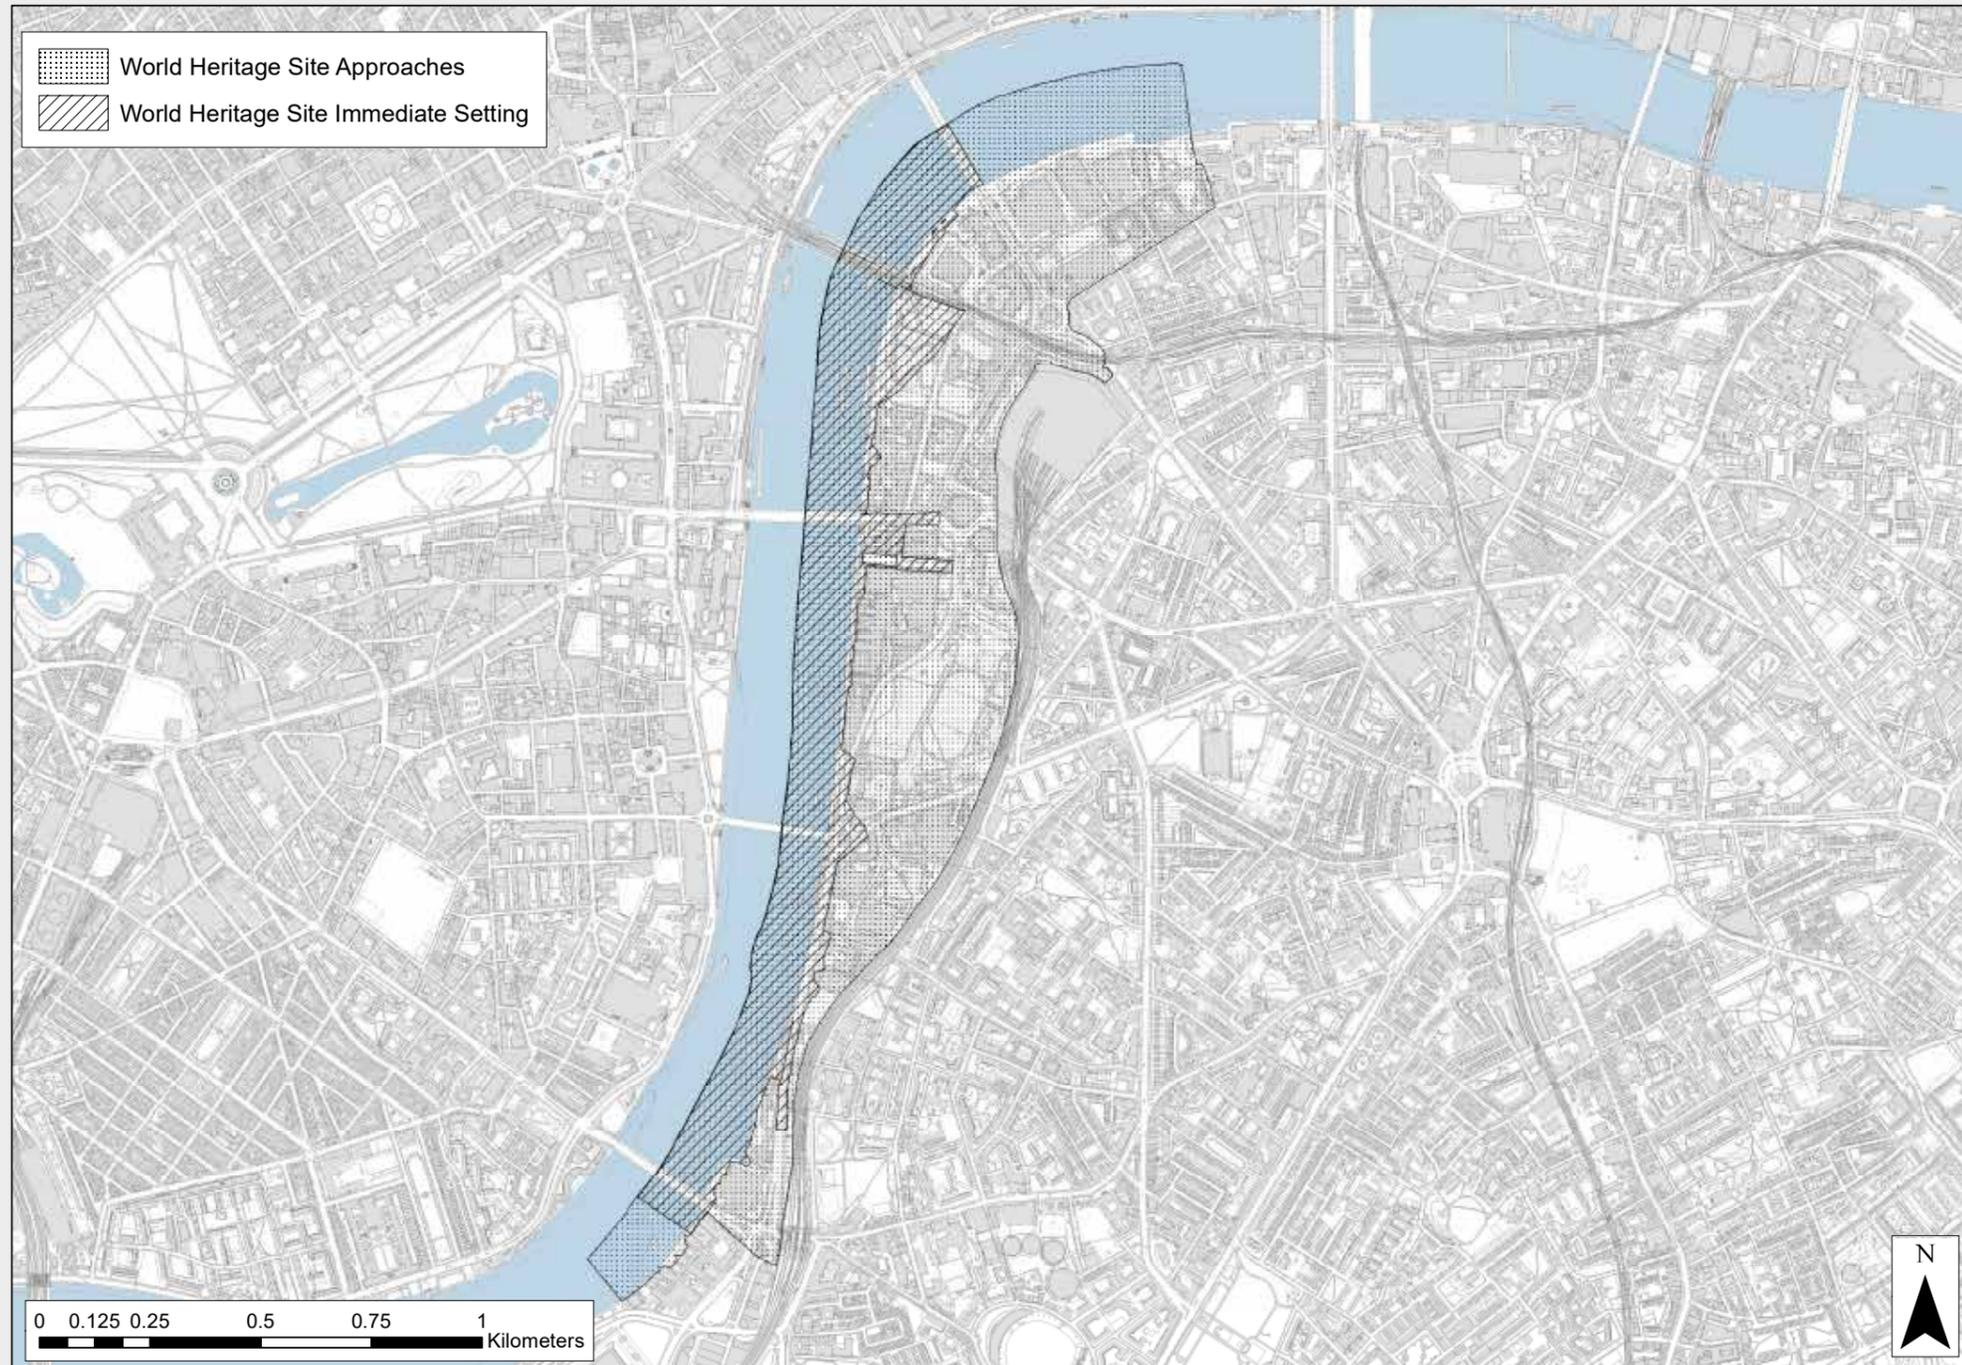 World Heritage Site Approaches
World Heritage Site Immediate Setting
N
0 0.125 0.25 0.5 0.75 1
Kilometers